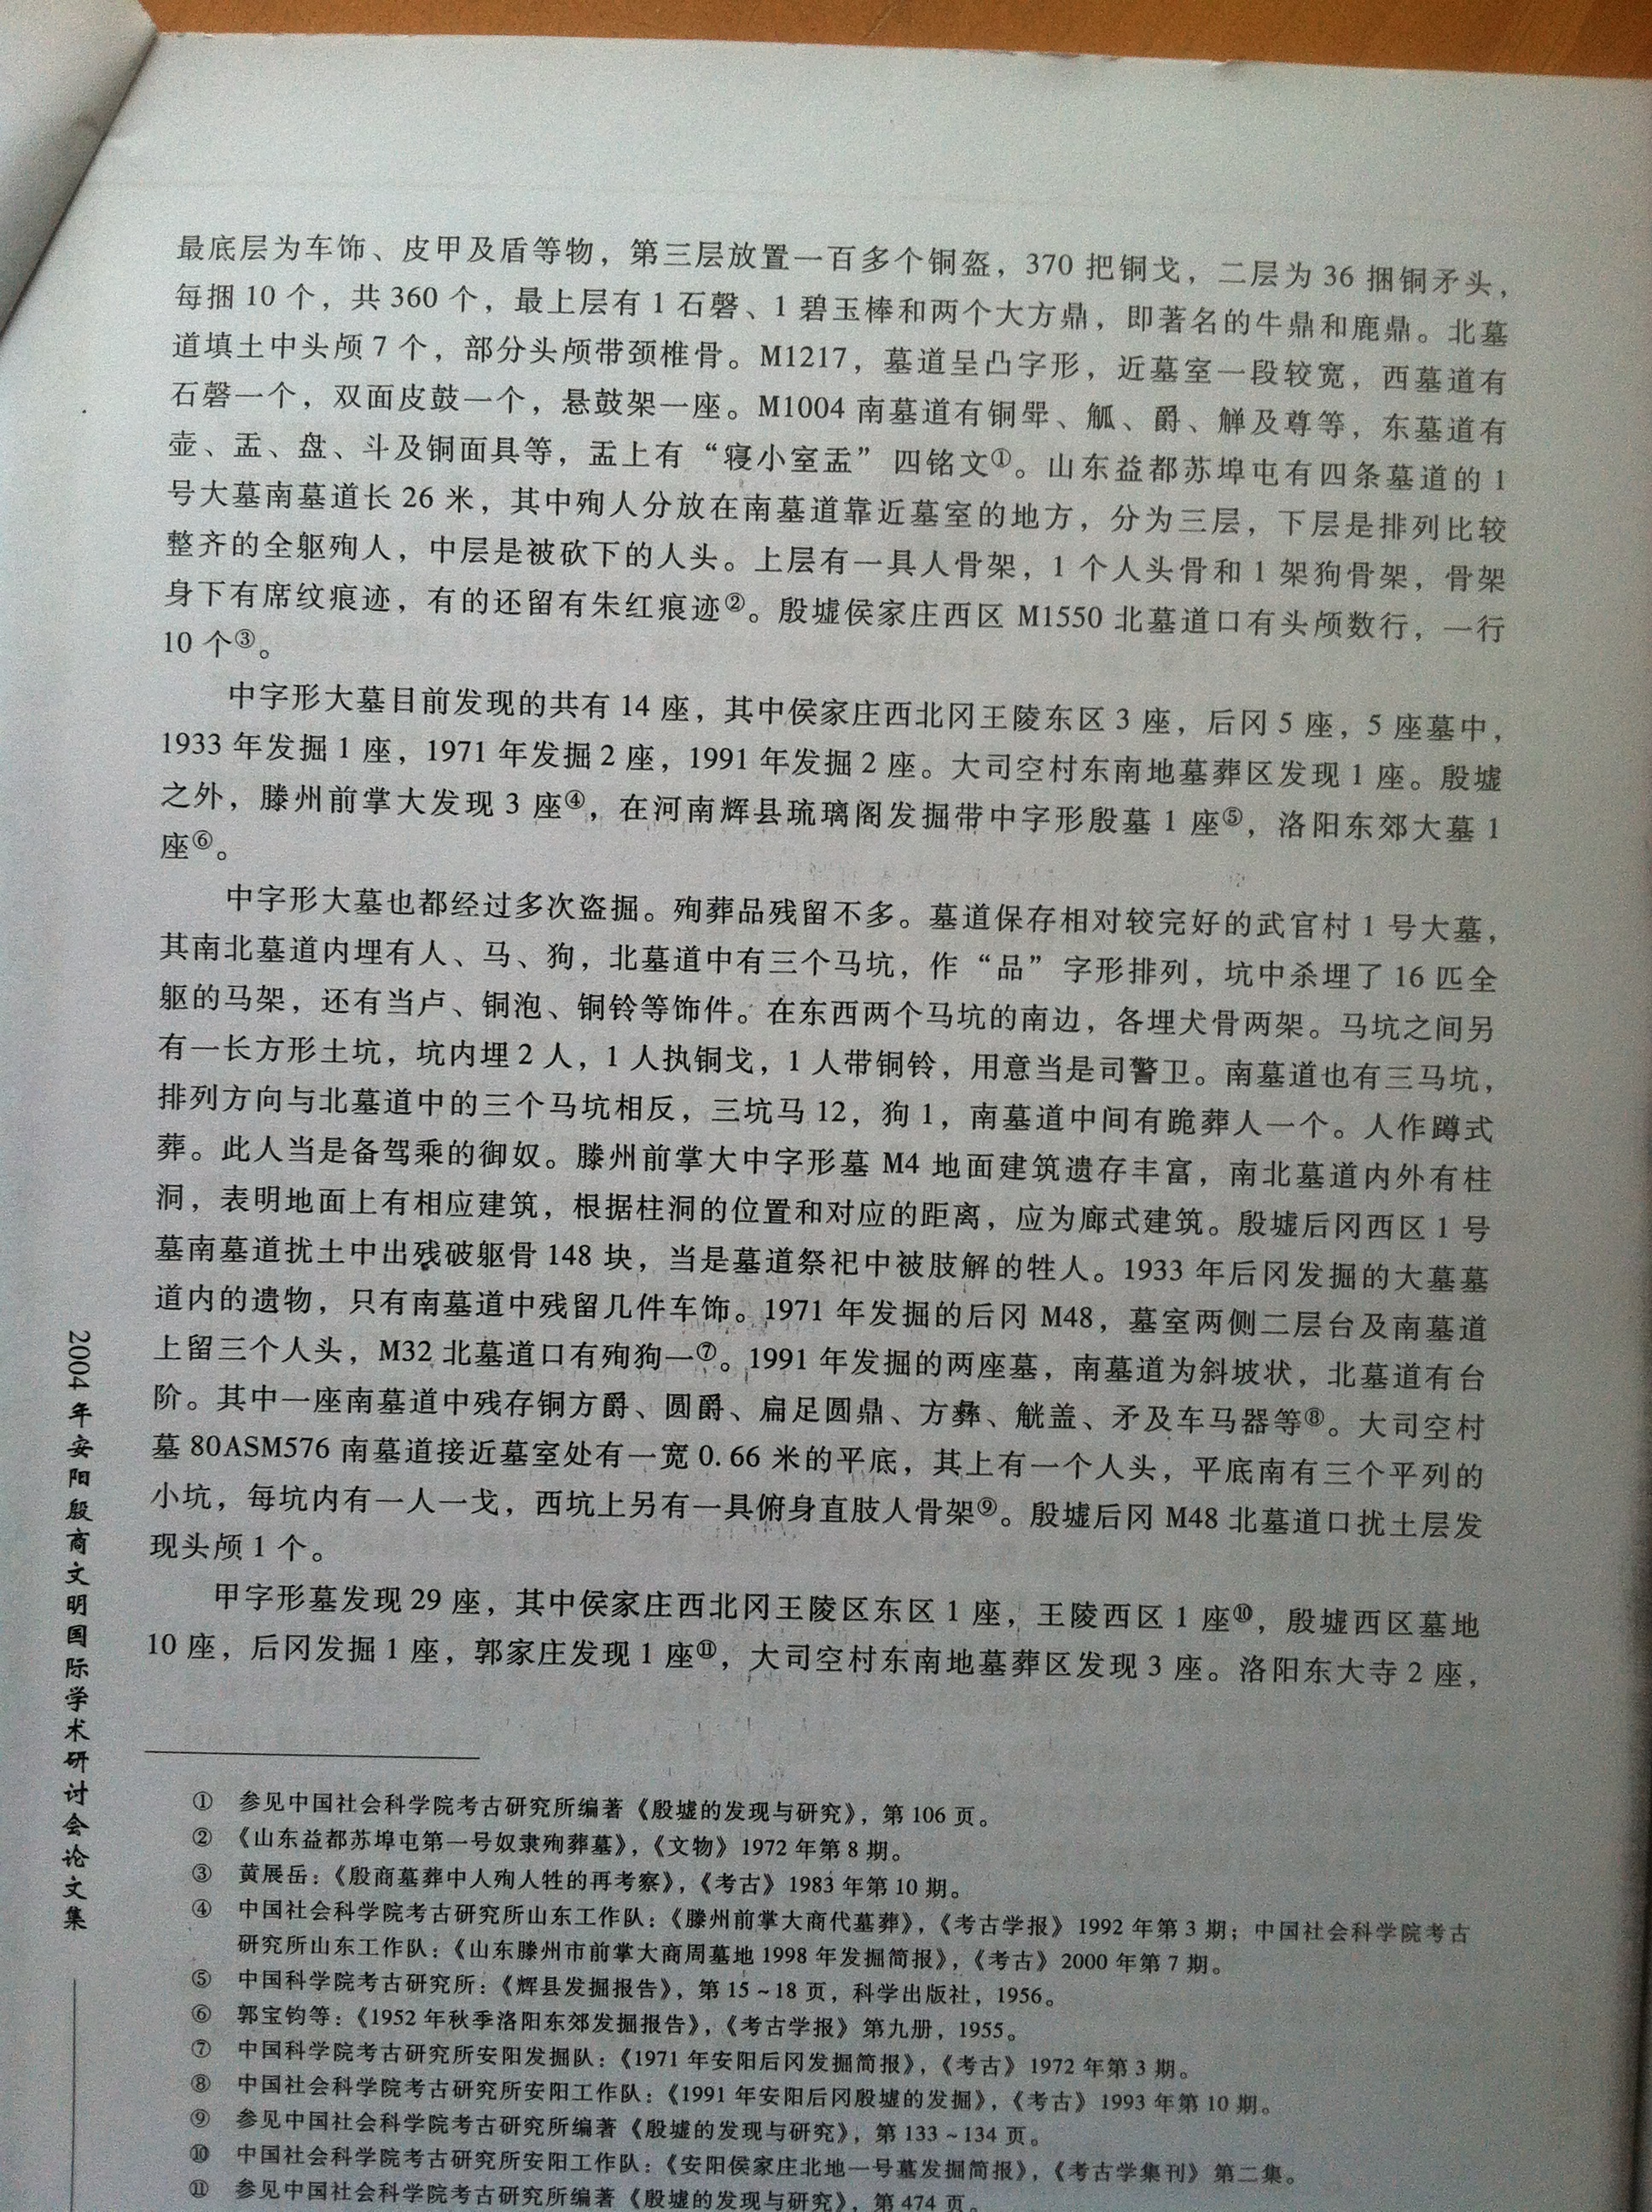 最底层为车饰、皮甲及盾等物，第三层放置一百多个铜盔，370 把铜戈，二层为 36 捆铜矛头，
每捆 10 个，共 360 个，最上层有 1 石磬、1 碧玉棒和两个大方鼎，即著名的牛鼎和鹿鼎。北墓
道填土中头颅 7 个，部分头颅带颈椎骨。M1217，墓道呈凸字形，近墓室一段较宽，西墓道有
石磬一个，双面皮鼓一个，悬鼓架一座。M1004 南墓道有铜斝、觚、爵、觯及尊等，东墓道有
壶、盂、盘、斗及铜面具等，盂上有“寝小室盂”四铭文①。山东益都苏埠屯有四条墓道的 1
号大墓南墓道长 26 米，其中殉人分放在南墓道靠近墓室的地方，分为三层，下层是排列比较
整齐的全躯殉人，中层是被砍下的人头。上层有一具人骨架，1 个人头骨和 1 架狗骨架，骨架
身下有席纹痕迹，有的还留有朱红痕迹②。殷墟侯家庄西区 M1550 北墓道口有头颅数行，一行
10 个③。
中字形大墓目前发现的共有 14 座，其中侯家庄西北冈王陵东区 3 座，后冈 5 座，5 座墓中，
1933 年发掘 1 座，1971 年发掘 2 座，1991 年发掘 2 座。大司空村东南地墓葬区发现 1 座。殷墟
之外，滕州前掌大发现 3 座④，在河南辉县琉璃阁发掘带中字形殷墓 1 座⑤，洛阳东郊大墓 1
座⑥。
中字形大墓也都经过多次盗掘。殉葬品残留不多。墓道保存相对较完好的武官村 1 号大墓，
其南北墓道内埋有人、马、狗，北墓道中有三个马坑，作“品”字形排列，坑中杀埋了 16 匹全
躯的马架，还有当卢、铜泡、铜铃等饰件。在东西两个马坑的南边，各埋犬骨两架。马坑之间另
有一长方形土坑，坑内埋 2 人，1 人执铜戈，1 人带铜铃，用意当是司警卫。南墓道也有三马坑，
排列方向与北墓道中的三个马坑相反，三坑马 12，狗 1，南墓道中间有跪葬人一个。人作蹲式
葬。此人当是备驾乘的御奴。滕州前掌大中字形墓 M4 地面建筑遗存丰富，南北墓道内外有柱
洞，表明地面上有相应建筑，根据柱洞的位置和对应的距离，应为廊式建筑。殷墟后冈西区 1 号
墓南墓道扰土中出残破躯骨 148 块，当是墓道祭祀中被肢解的牲人。1933 年后冈发掘的大墓墓
道内的遗物，只有南墓道中残留几件车饰。1971 年发掘的后冈 M48，墓室两侧二层台及南墓道
上留三个人头，M32 北墓道口有殉狗一⑦。1991 年发掘的两座墓，南墓道为斜坡状，北墓道有台
阶。其中一座南墓道中残存铜方爵、圆爵、扁足圆鼎、方彝、觥盖、矛及车马器等⑧。大司空村
墓 80ASM576 南墓道接近墓室处有一宽 0.66 米的平底，其上有一个人头，平底南有三个平列的
小坑，每坑内有一人一戈，西坑上另有一具俯身直肢人骨架⑨。殷墟后冈 M48 北墓道口扰土层发
现头颅 1 个。
甲字形墓发现 29 座，其中侯家庄西北冈王陵区东区 1 座，王陵西区 1 座⑩，殷墟西区墓地
10 座，后冈发掘 1 座，郭家庄发现 1 座⑪，大司空村东南地墓葬区发现 3 座。洛阳东大寺 2 座，
① 参见中国社会科学院考古研究所编著《殷墟的发现与研究》，第 106 页。
② 《山东益都苏埠屯第一号奴隶殉葬墓》，《文物》1972 年第 8 期。
③ 黄展岳：《殷商墓葬中人殉人牲的再考察》，《考古》1983 年第 10 期。
④ 中国社会科学院考古研究所山东工作队：《滕州前掌大商代墓葬》，《考古学报》1992 年第 3 期；中国社会科学院考古
研究所山东工作队：《山东滕州市前掌大商周墓地 1998 年发掘简报》，《考古》2000 年第 7 期。
⑤ 中国科学院考古研究所：《辉县发掘报告》，第 15～18 页，科学出版社，1956。
⑥ 郭宝钧等：《1952 年秋季洛阳东郊发掘报告》，《考古学报》第九册，1955。
⑦ 中国科学院考古研究所安阳发掘队：《1971 年安阳后冈发掘简报》，《考古》1972 年第 3 期。
⑧ 中国社会科学院考古研究所安阳工作队：《1991 年安阳后冈殷墟的发掘》，《考古》1993 年第 10 期。
⑨ 参见中国社会科学院考古研究所编著《殷墟的发现与研究》，第 133～134 页。
⑩ 中国社会科学院考古研究所安阳工作队：《安阳侯家庄北地一号墓发掘简报》，《考古学集刊》第二集。
⑪ 参见中国社会科学院考古研究所编著《殷墟的发现与研究》，第 474 页。
2004年安阳殷商文明国际学术研讨会论文集